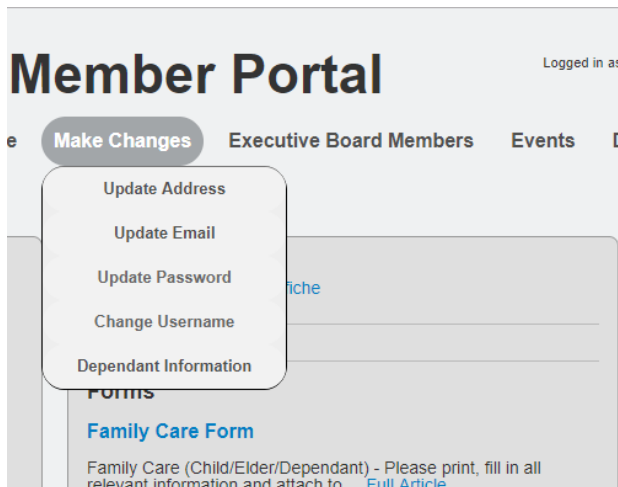 Member Portal
Logged in as
e Make Changes Executive Board Members Events
Update Address
Update Email
Update Password
fiche
Change Username
Dependant Information
Forms
Family Care Form
Family Care (Child/Elder/Dependant) - Please print, fill in all
relevant information and attach to ... Full Article